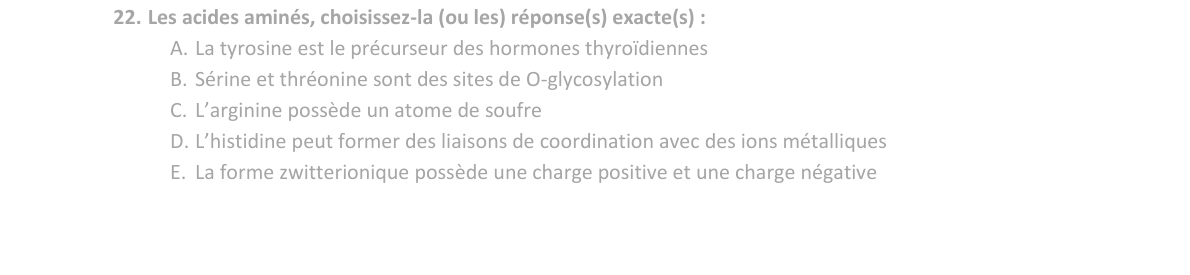 22. Les acides aminés, choisissez-la (ou les) réponse(s) exacte(s) :
A. La tyrosine est le précurseur des hormones thyroïdiennes
B. Sérine et thréonine sont des sites de O-glycosylation
C. L’arginine possède un atome de soufre
D. L’histidine peut former des liaisons de coordination avec des ions métalliques
E. La forme zwitterionique possède une charge positive et une charge négative